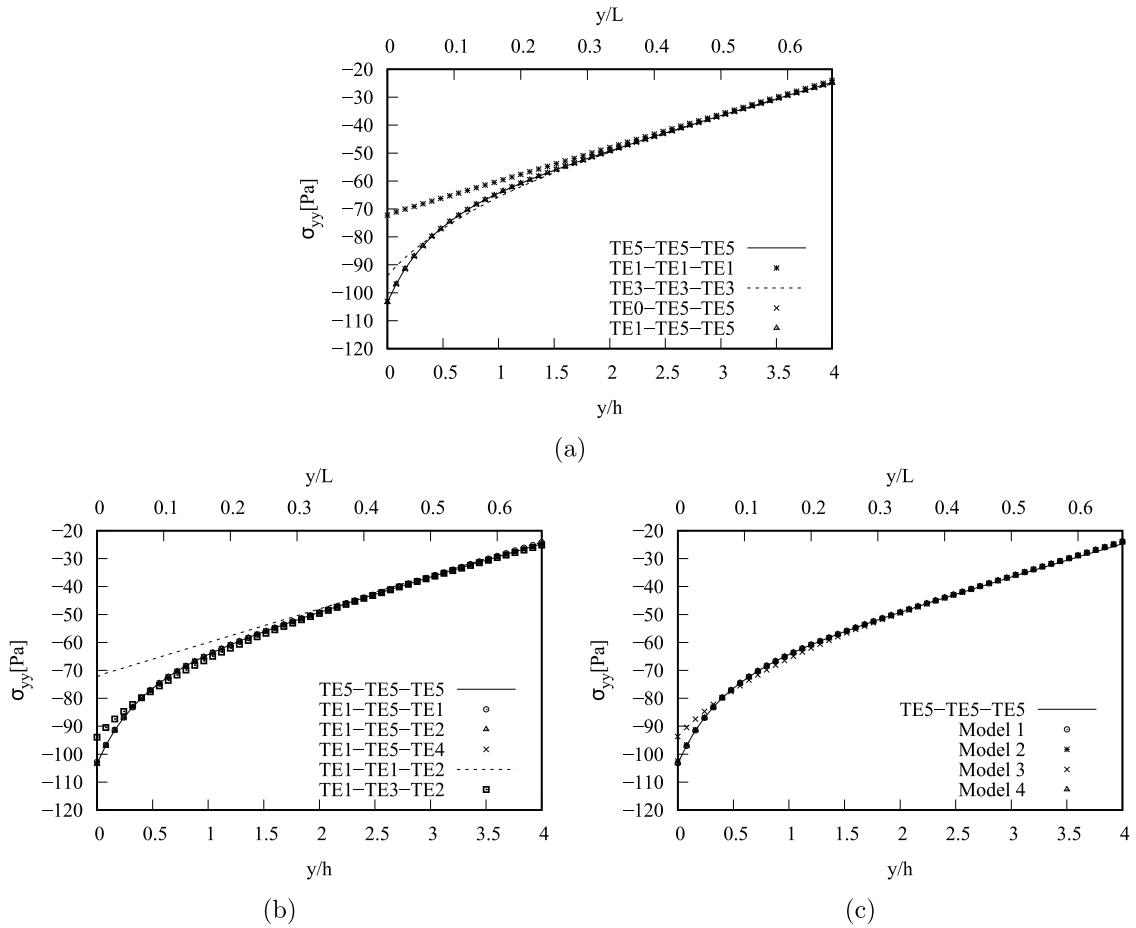 y/L
0 0.1 0.2 0.3 0.4 0.5 0.6
−20
−30
−40
−50
−60
−70
−80
−90
−100
−110
−120
σyy[Pa]
TE5−TE5−TE5
TE1−TE1−TE1
TE3−TE3−TE3
TE0−TE5−TE5
TE1−TE5−TE5
0 0.5 1 1.5 2 2.5 3 3.5 4
y/h
(a)
y/L
0 0.1 0.2 0.3 0.4 0.5 0.6
−20
−30
−40
−50
−60
−70
−80
−90
−100
−110
−120
σyy[Pa]
TE5−TE5−TE5
TE1−TE5−TE1
TE1−TE5−TE2
TE1−TE5−TE4
TE1−TE1−TE2
TE1−TE3−TE2
0 0.5 1 1.5 2 2.5 3 3.5 4
y/h
(b)
y/L
0 0.1 0.2 0.3 0.4 0.5 0.6
−20
−30
−40
−50
−60
−70
−80
−90
−100
−110
−120
σyy[Pa]
TE5−TE5−TE5
Model 1
Model 2
Model 3
Model 4
0 0.5 1 1.5 2 2.5 3 3.5 4
y/h
(c)